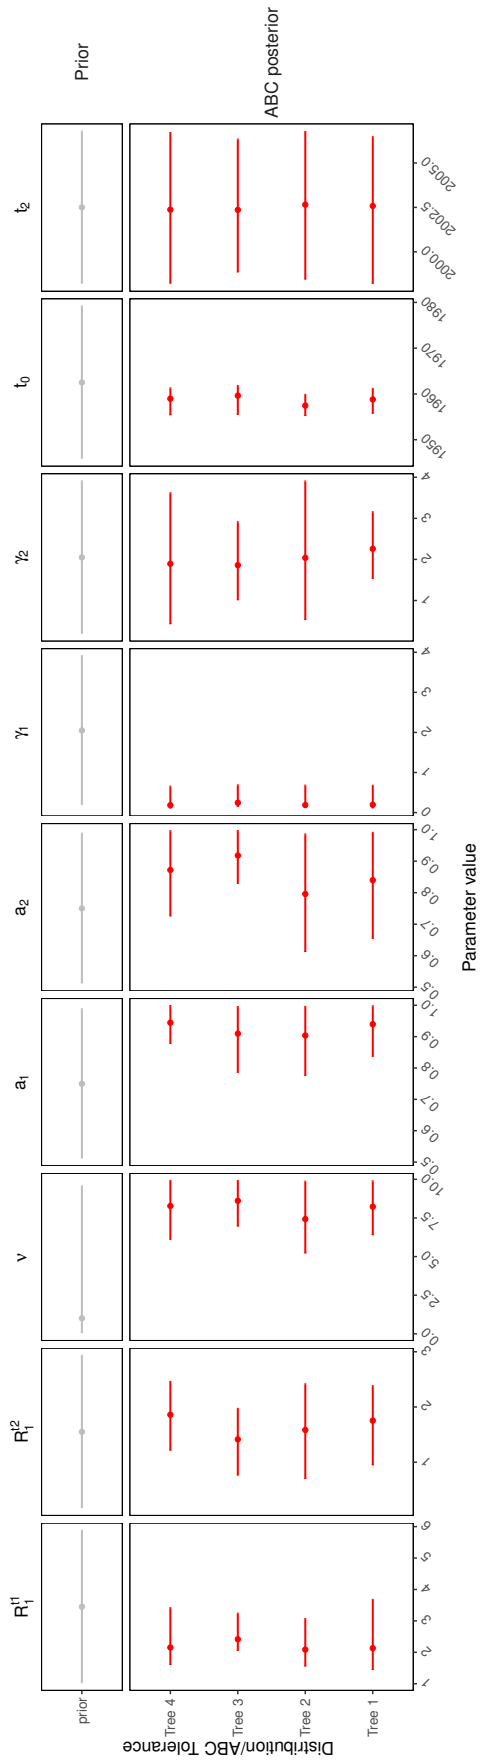 R₁ᵗ¹
R₁ᵗ²
ν
a₁
a₂
γ₁
γ₂
t₀
t₂
prior
Prior
Tree 4
Tree 3
Tree 2
Tree 1
ABC posterior
Distribution/ABC Tolerance
1 2 3 4 5 6
1 2 3
0.0 2.5 5.0 7.5 10.0
0.5 0.6 0.7 0.8 0.9 1.0
0.5 0.6 0.7 0.8 0.9 1.0
0 1 2 3 4
1 2 3 4
1950 1960 1970 1980
2000.0 2002.5 2005.0
Parameter value